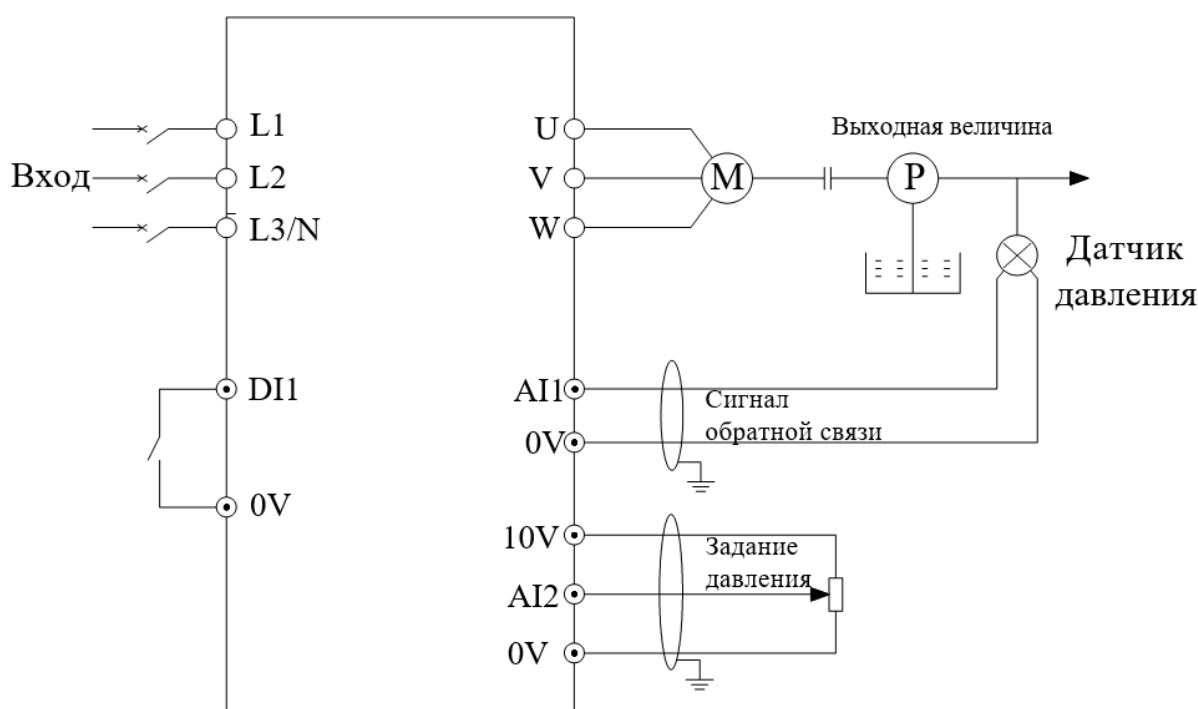 L1
Вход
L2
L3/N
DI1
0V
U
V
W
M
Выходная величина
P
Датчик
давления
AI1
0V
Сигнал
обратной связи
10V
AI2
0V
Задание
давления